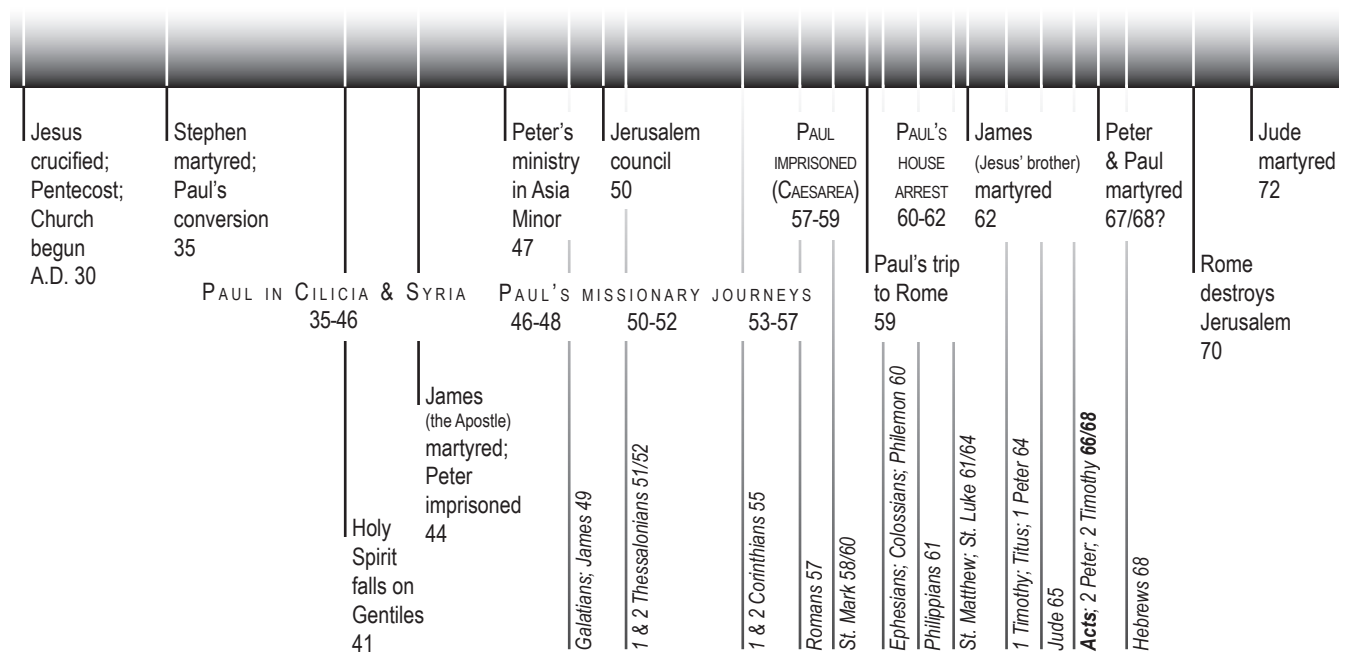 Jesus
crucified;
Pentecost;
Church
begun
A.D. 30
Stephen
martyred;
Paul's
conversion
35
Peter's
ministry
in Asia
Minor
47
Jerusalem
council
50
Paul
imprisoned
(Caesarea)
57-59
Paul's
house
arrest
60-62
James
(Jesus' brother)
martyred
62
Peter
& Paul
martyred
67/68?
Jude
martyred
72
Paul in Cilicia & Syria
35-46
Paul's missionary journeys
46-48
50-52
53-57
Paul's trip
to Rome
59
Rome
destroys
Jerusalem
70
James
(the Apostle)
martyred;
Peter
imprisoned
44
Holy
Spirit
falls on
Gentiles
41
Galatians; James 49
1 & 2 Thessalonians 51/52
1 & 2 Corinthians 55
Romans 57
St. Mark 58/60
Ephesians; Colossians; Philemon 60
Philippians 61
St. Matthew; St. Luke 61/64
1 Timothy; Titus; 1 Peter 64
Jude 65
Acts; 2 Peter; 2 Timothy 66/68
Hebrews 68